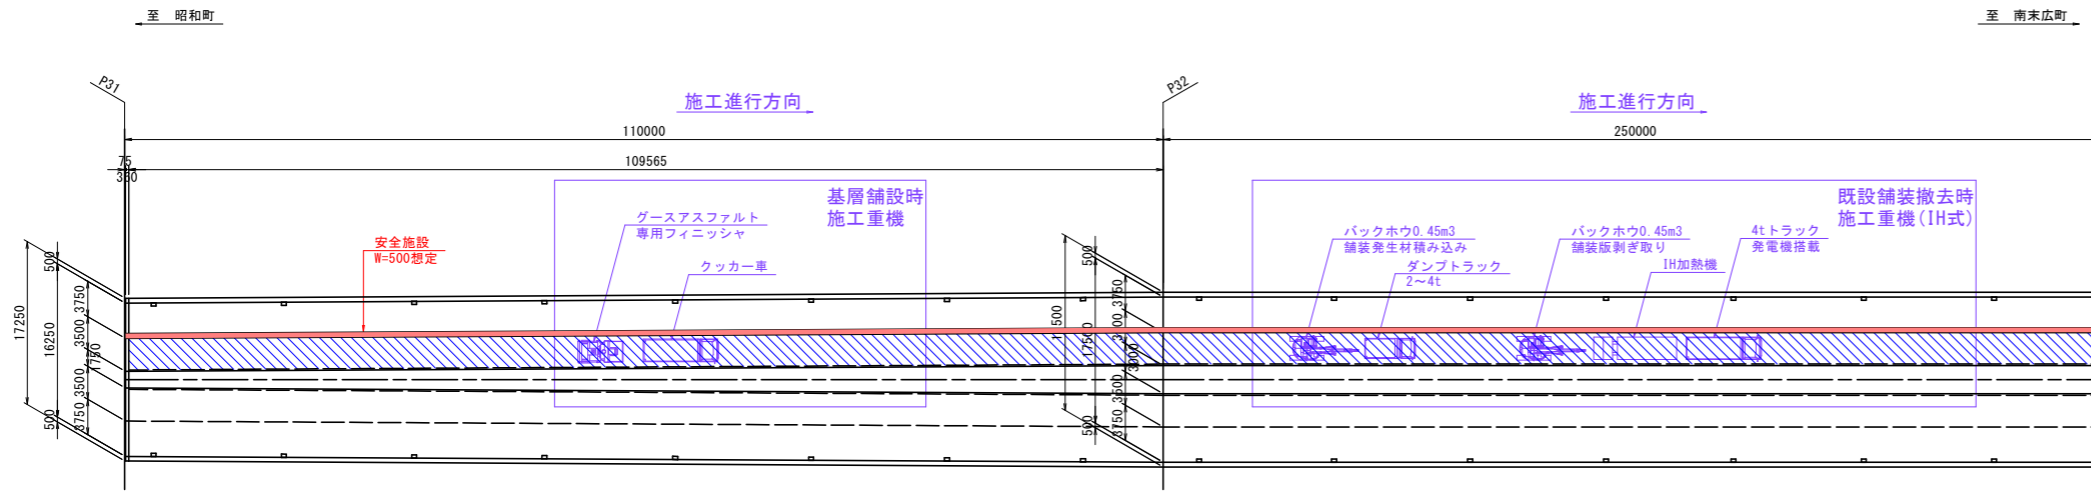 至 昭和町
至 南末広町
P31
P32
施工進行方向
施工進行方向
110000
250000
75
350
109565
基層舗設時
施工重機
既設舗装撤去時
施工重機(IH式)
グースアスファルト
専用フィニッシャ
クッカー車
安全施設
W=500想定
バックホウ0.45m3
舗装発生材積み込み
ダンプトラック
2～4t
バックホウ0.45m3
舗装版剥ぎ取り
IH加熱機
4tトラック
発電機搭載
17250
500
16250
500
3750
3500
1750
3500
3750
500
17500
500
3750
3000
3500
3750